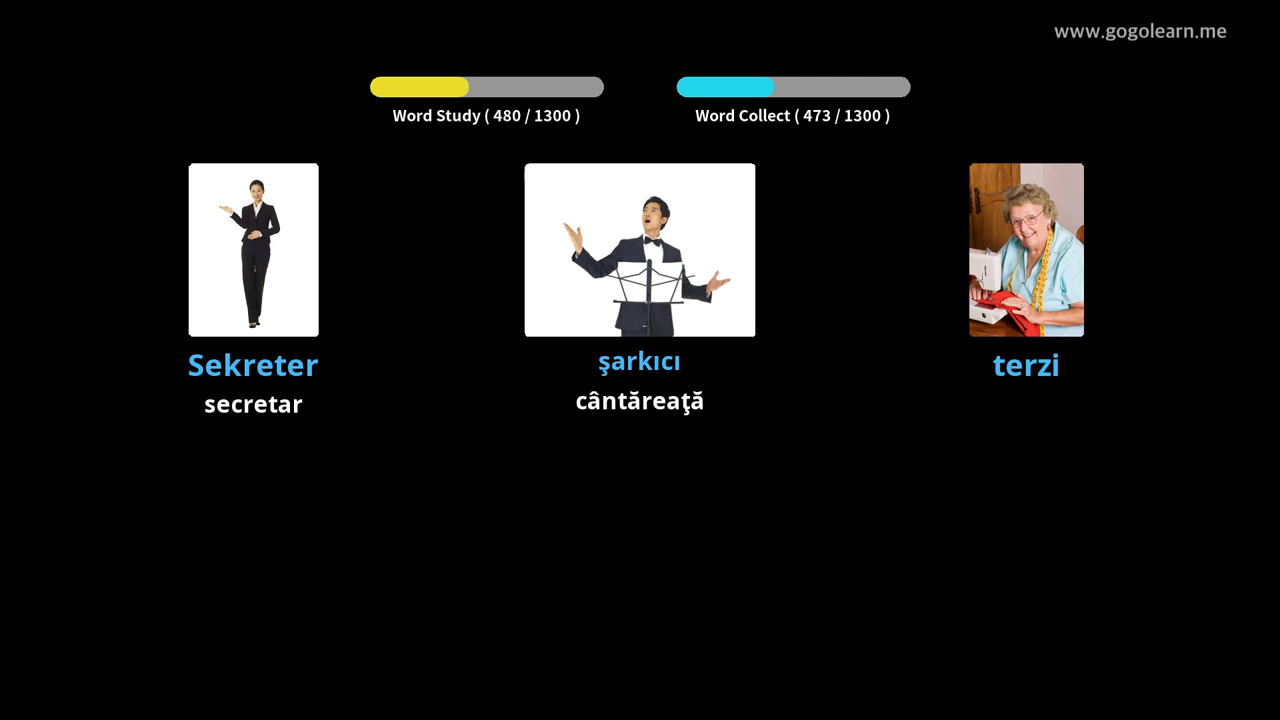 www.gogolearn.me
Word Study ( 480 / 1300 )
Word Collect ( 473 / 1300 )
Sekreter
secretar
şarkıcı
cântăreaţă
terzi